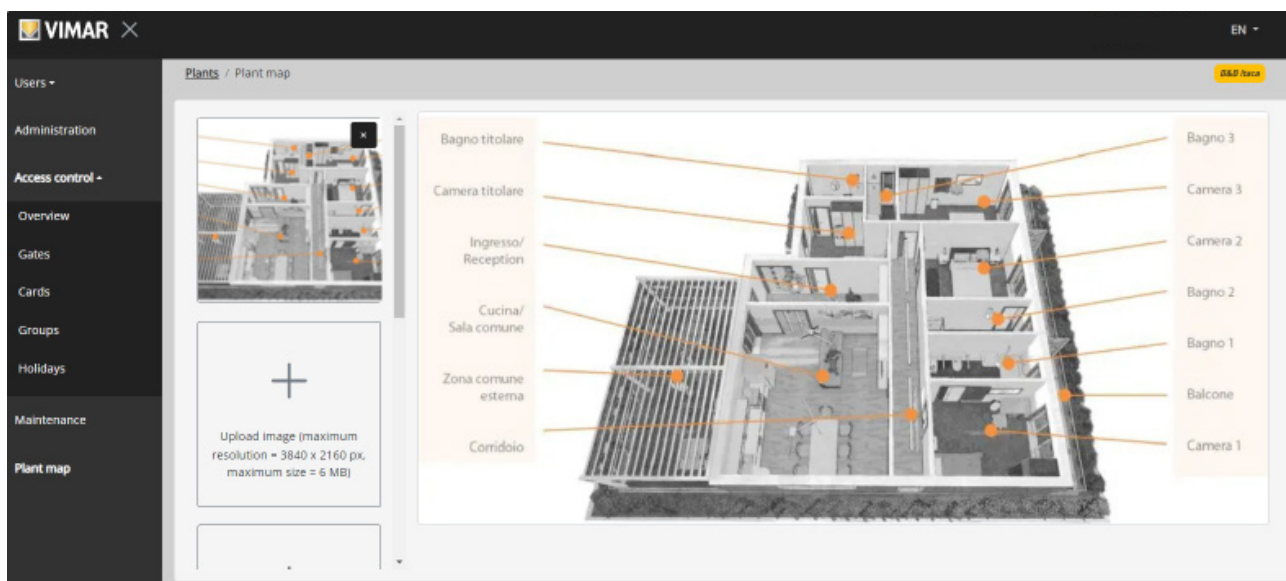 VIMAR
EN
Users
Plants / Plant map
B&B Itaca
Administration
Access control
Overview
Gates
Cards
Groups
Holidays
Maintenance
Plant map
Upload image (maximum
resolution = 3840 x 2160 px,
maximum size = 6 MB)
Bagno titolare
Camera titolare
Ingresso/
Reception
Cucina/
Sala comune
Zona comune
esterna
Corridoio
Bagno 3
Camera 3
Camera 2
Bagno 2
Bagno 1
Balcone
Camera 1